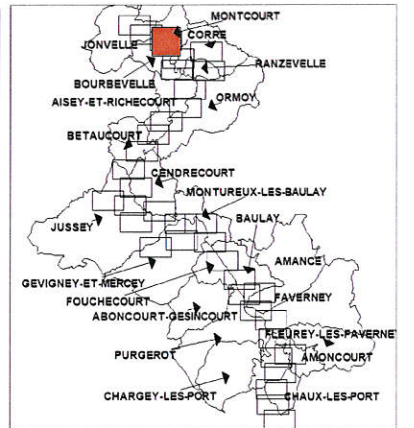 MONTCOURT
JONVELLE
CORRE
BOURBEVELLE
RANZEVELLE
AISEY-ET-RICHECOURT
ORMOY
BETAUCOURT
CENDRECOURT
MONTUREUX-LES-BAULAY
JUSSEY
BAULAY
AMANCE
GEVIGNEY-ET-MERCEY
FOUCHECOURT
FAVERNEY
ABONCOURT-GESINCOURT
FLEUREY-LES-FAVERNE
PURGEROT
AMONCOURT
CHARGEY-LES-PORT
CHAUX-LES-PORT